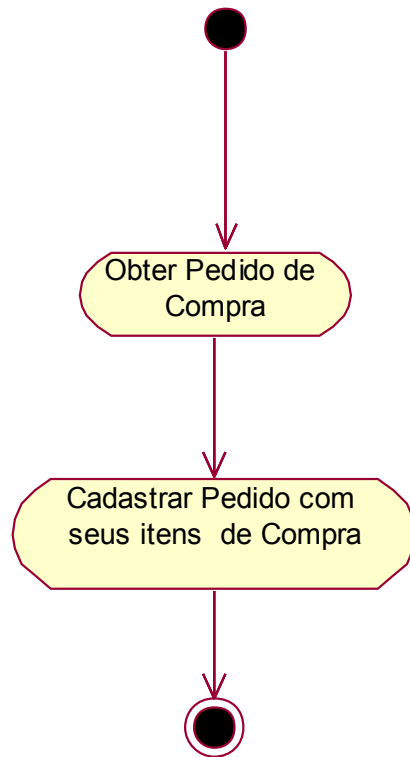 Obter Pedido de
Compra
Cadastrar Pedido com
seus itens  de Compra